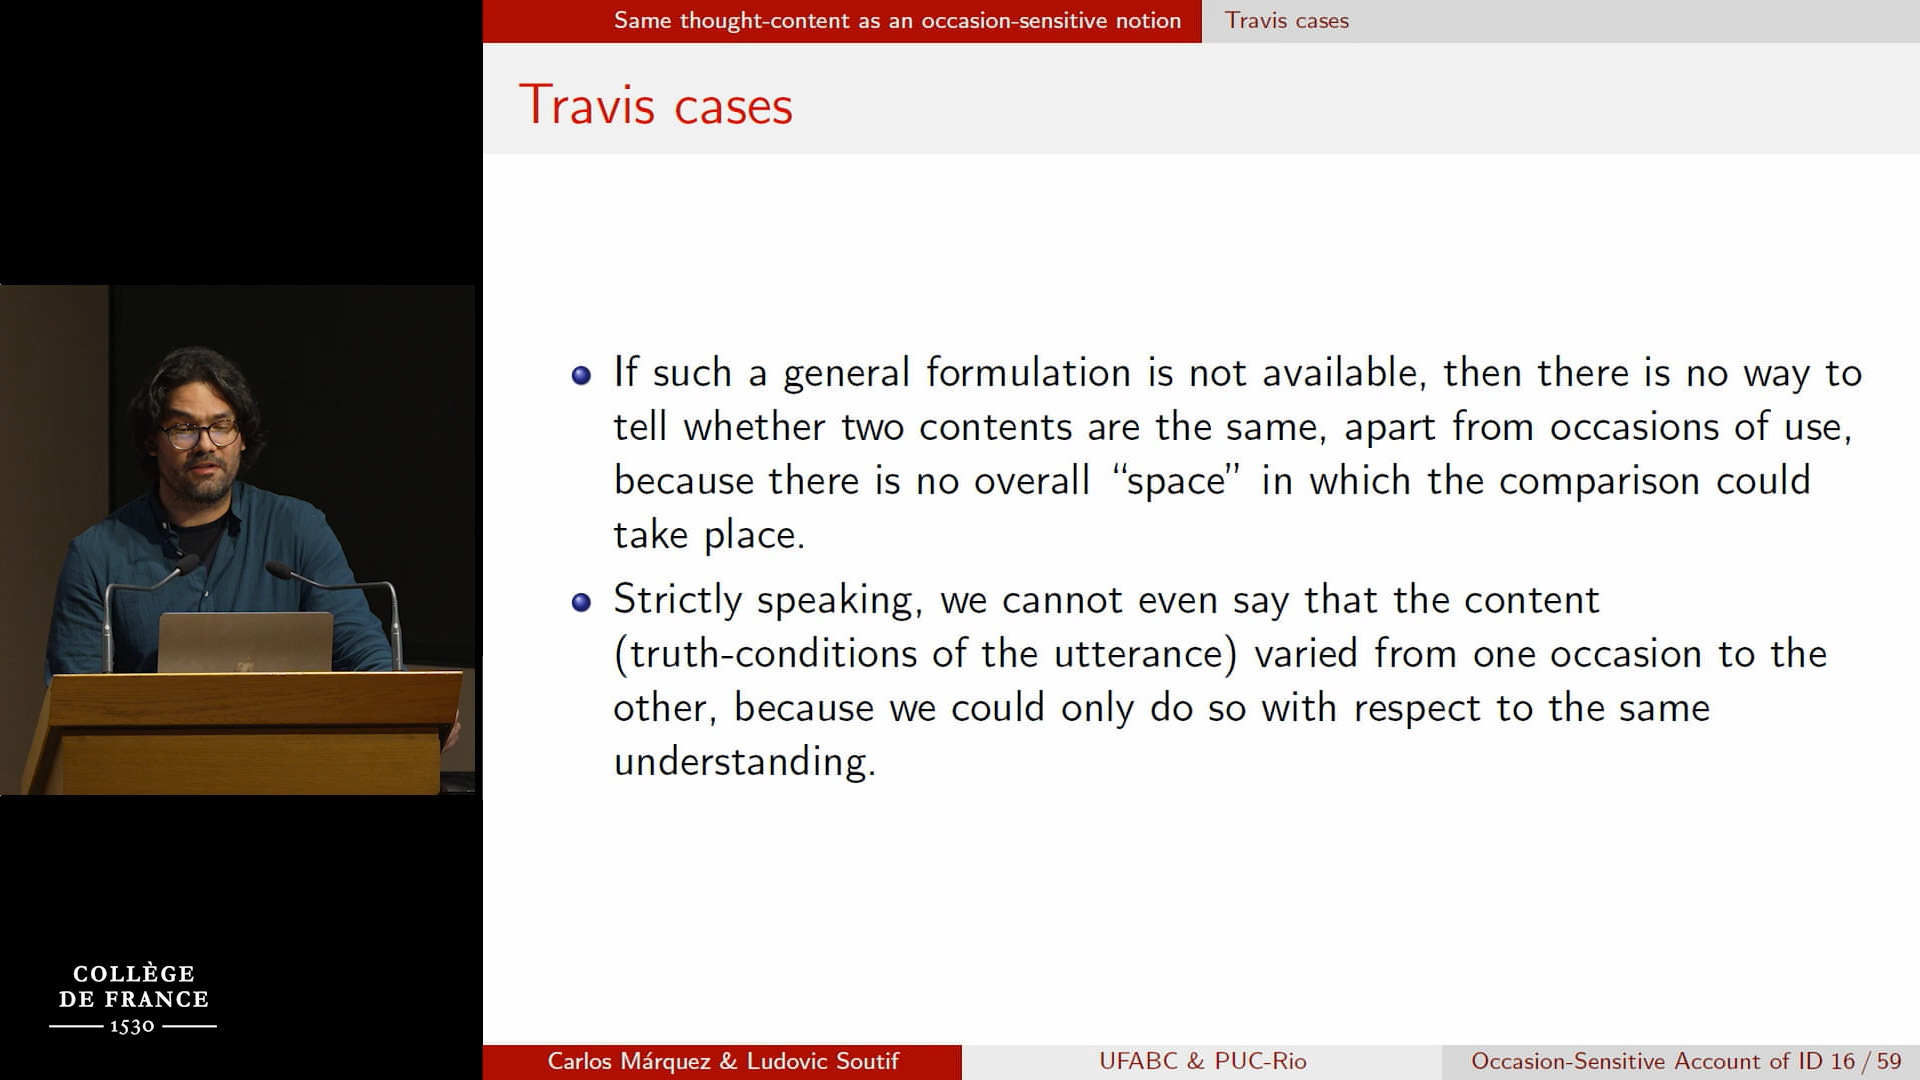 Same thought-content as an occasion-sensitive notion
Travis cases
Travis cases
If such a general formulation is not available, then there is no way to
tell whether two contents are the same, apart from occasions of use,
because there is no overall “space” in which the comparison could
take place.
Strictly speaking, we cannot even say that the content
(truth-conditions of the utterance) varied from one occasion to the
other, because we could only do so with respect to the same
understanding.
COLLÈGE
DE FRANCE
1530
Carlos Márquez & Ludovic Soutif
UFABC & PUC-Rio
Occasion-Sensitive Account of ID 16 / 59